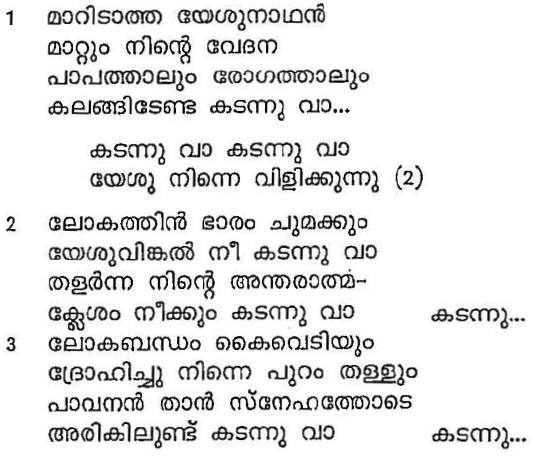 1 മാറിടാത്ത യേശുനാഥൻ
മാറ്റും നിന്റെ വേദന
പാപത്താലും രോഗത്താലും
കലങ്ങിടേണ്ട കടന്നു വാ...
കടന്നു വാ കടന്നു വാ
യേശു നിന്നെ വിളിക്കുന്നു (2)
2 ലോകത്തിൻ ഭാരം ചുമക്കും
യേശുവിങ്കൽ നീ കടന്നു വാ
തളർന്ന നിന്റെ അന്തരാത്മ-
ക്ലേശം നീക്കും കടന്നു വാ കടന്നു...
3 ലോകബന്ധം കൈവെടിയും
ദ്രോഹിച്ചു നിന്നെ പുറം തള്ളും
പാവനൻ താൻ സ്നേഹത്തോടെ
അരികിലുണ്ട് കടന്നു വാ കടന്നു...